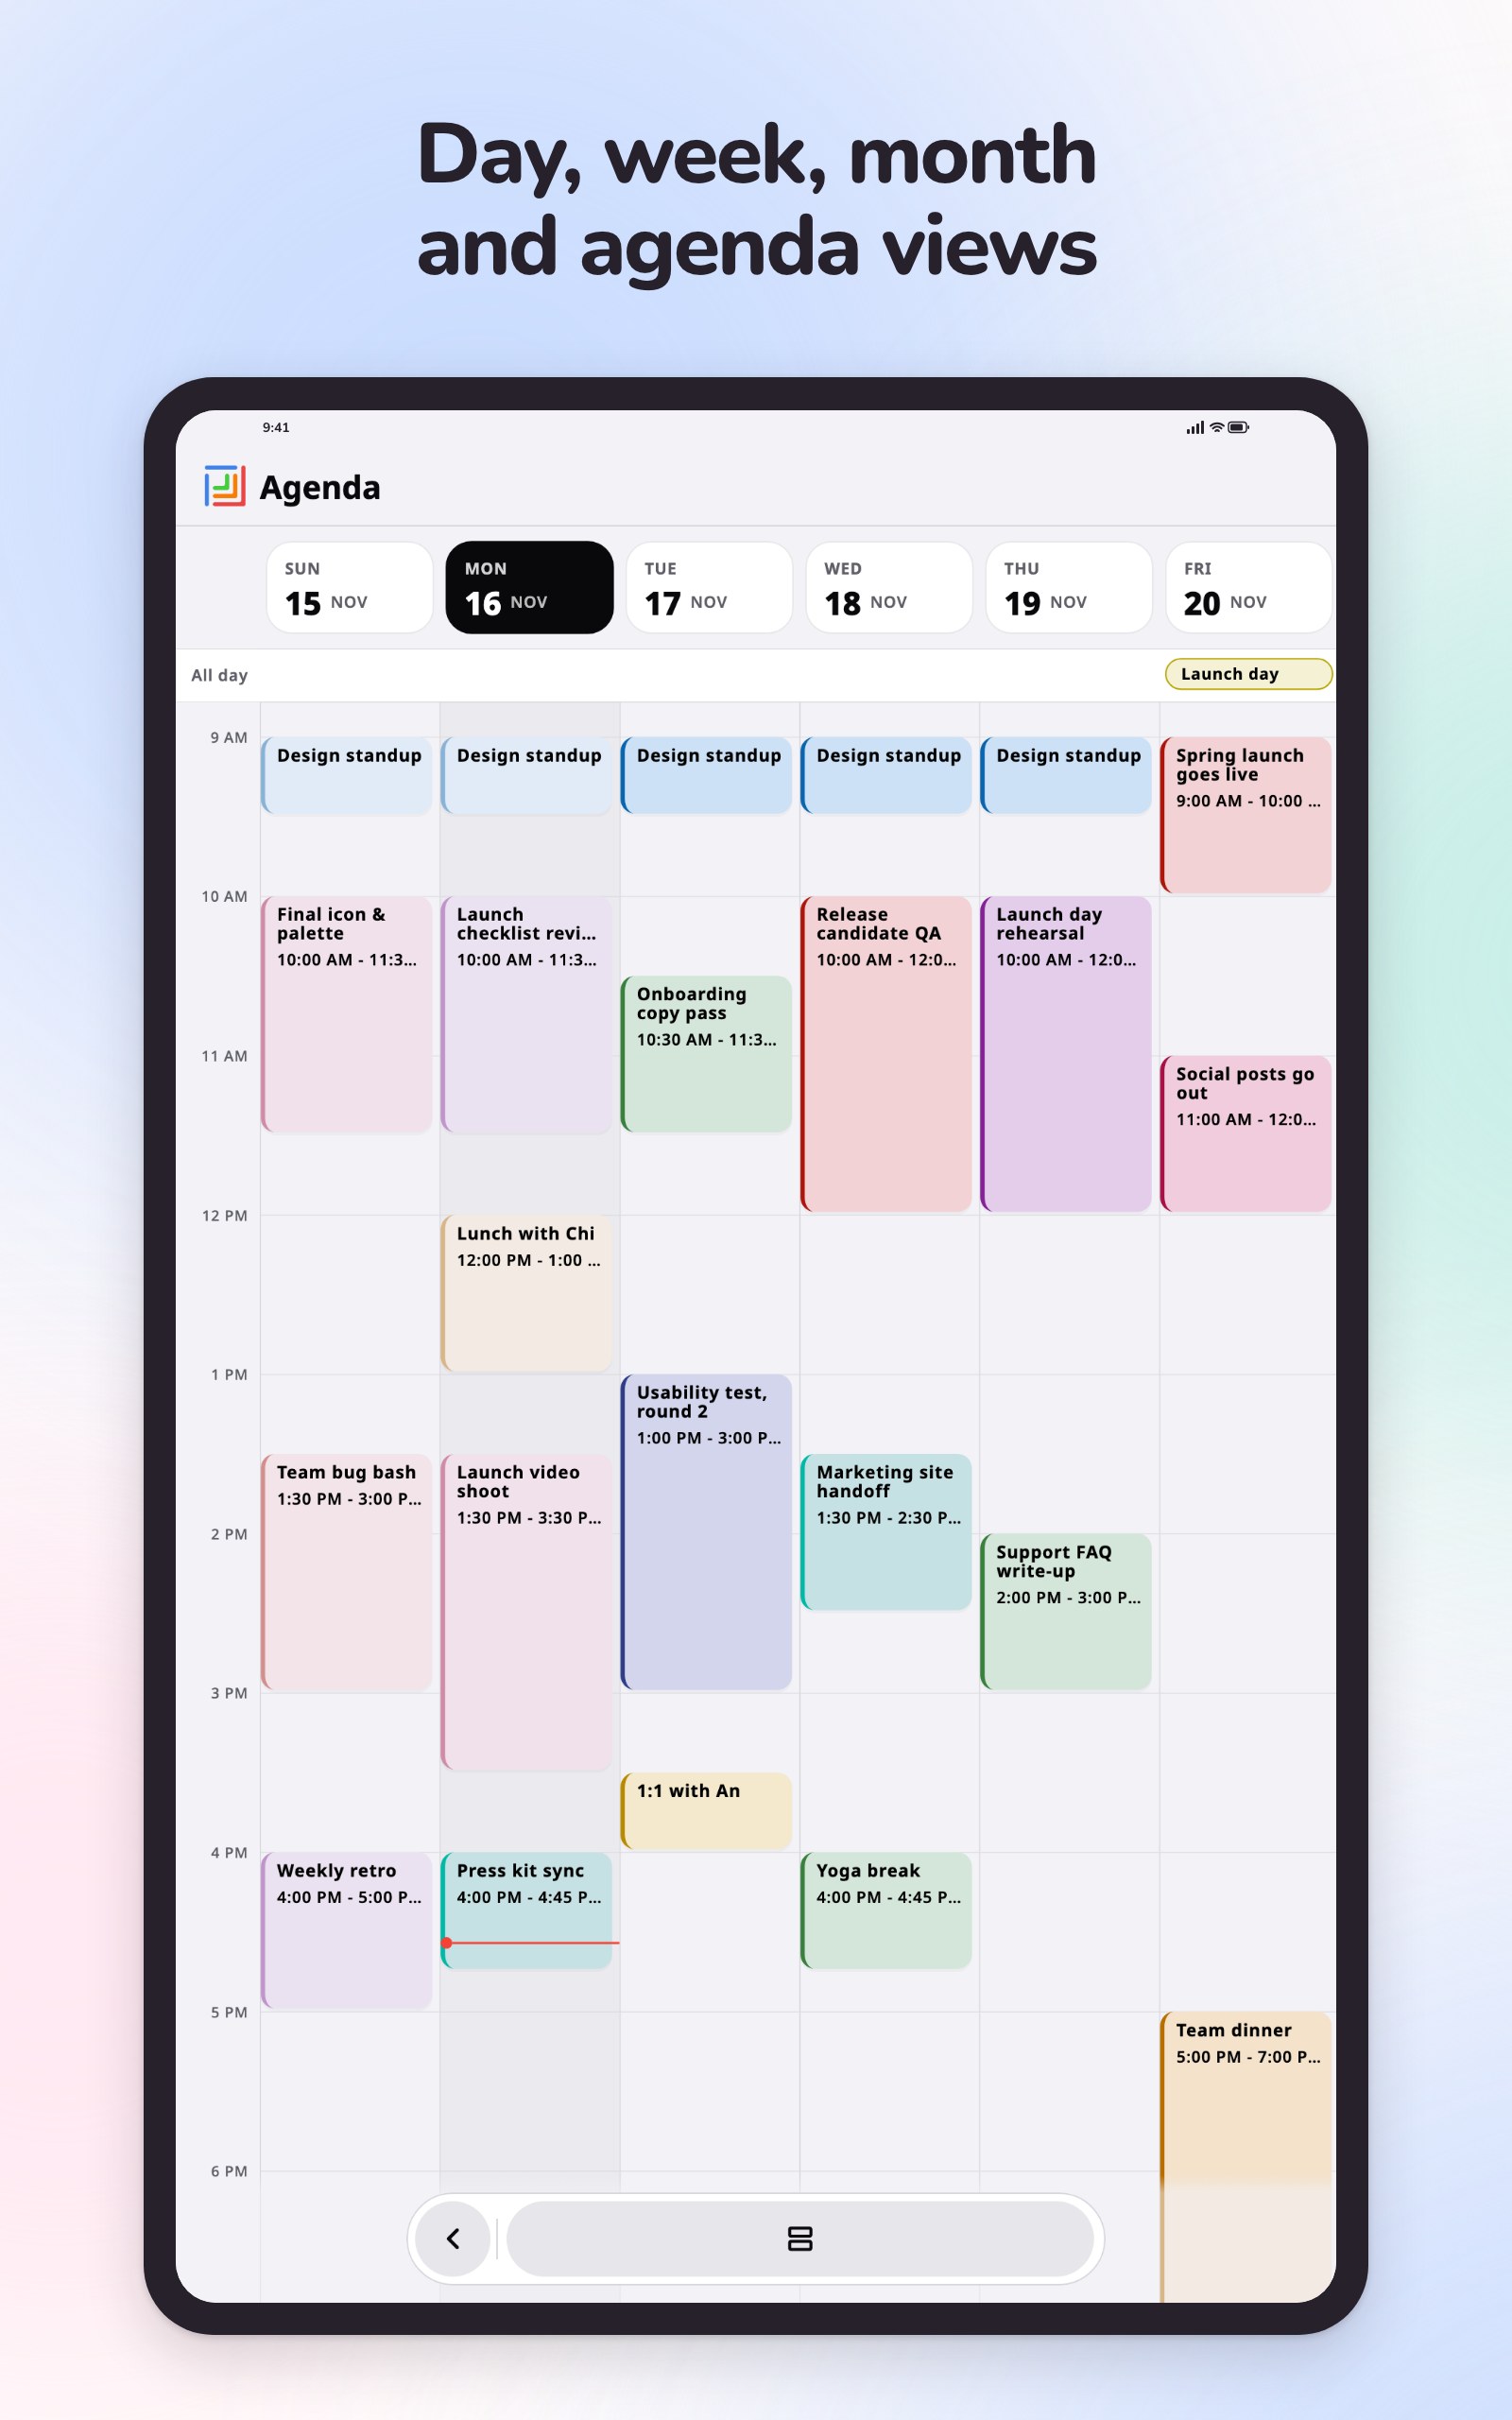 Day, week, month
and agenda views
9:41
Agenda
SUN
15 NOV
MON
16 NOV
TUE
17 NOV
WED
18 NOV
THU
19 NOV
FRI
20 NOV
All day
Launch day
9 AM
Design standup
Design standup
Design standup
Design standup
Design standup
Spring launch
goes live
9:00 AM - 10:00 ...
10 AM
Final icon &
palette
10:00 AM - 11:3...
Launch
checklist revi...
10:00 AM - 11:3...
Onboarding
copy pass
10:30 AM - 11:3...
Release
candidate QA
10:00 AM - 12:0...
Launch day
rehearsal
10:00 AM - 12:0...
11 AM
Social posts go
out
11:00 AM - 12:0...
12 PM
Lunch with Chi
12:00 PM - 1:00 ...
1 PM
Usability test,
round 2
1:00 PM - 3:00 P...
Team bug bash
1:30 PM - 3:00 P...
Launch video
shoot
1:30 PM - 3:30 P...
Marketing site
handoff
1:30 PM - 2:30 P...
2 PM
Support FAQ
write-up
2:00 PM - 3:00 P...
3 PM
1:1 with An
4 PM
Weekly retro
4:00 PM - 5:00 P...
Press kit sync
4:00 PM - 4:45 P...
Yoga break
4:00 PM - 4:45 P...
5 PM
Team dinner
5:00 PM - 7:00 P...
6 PM